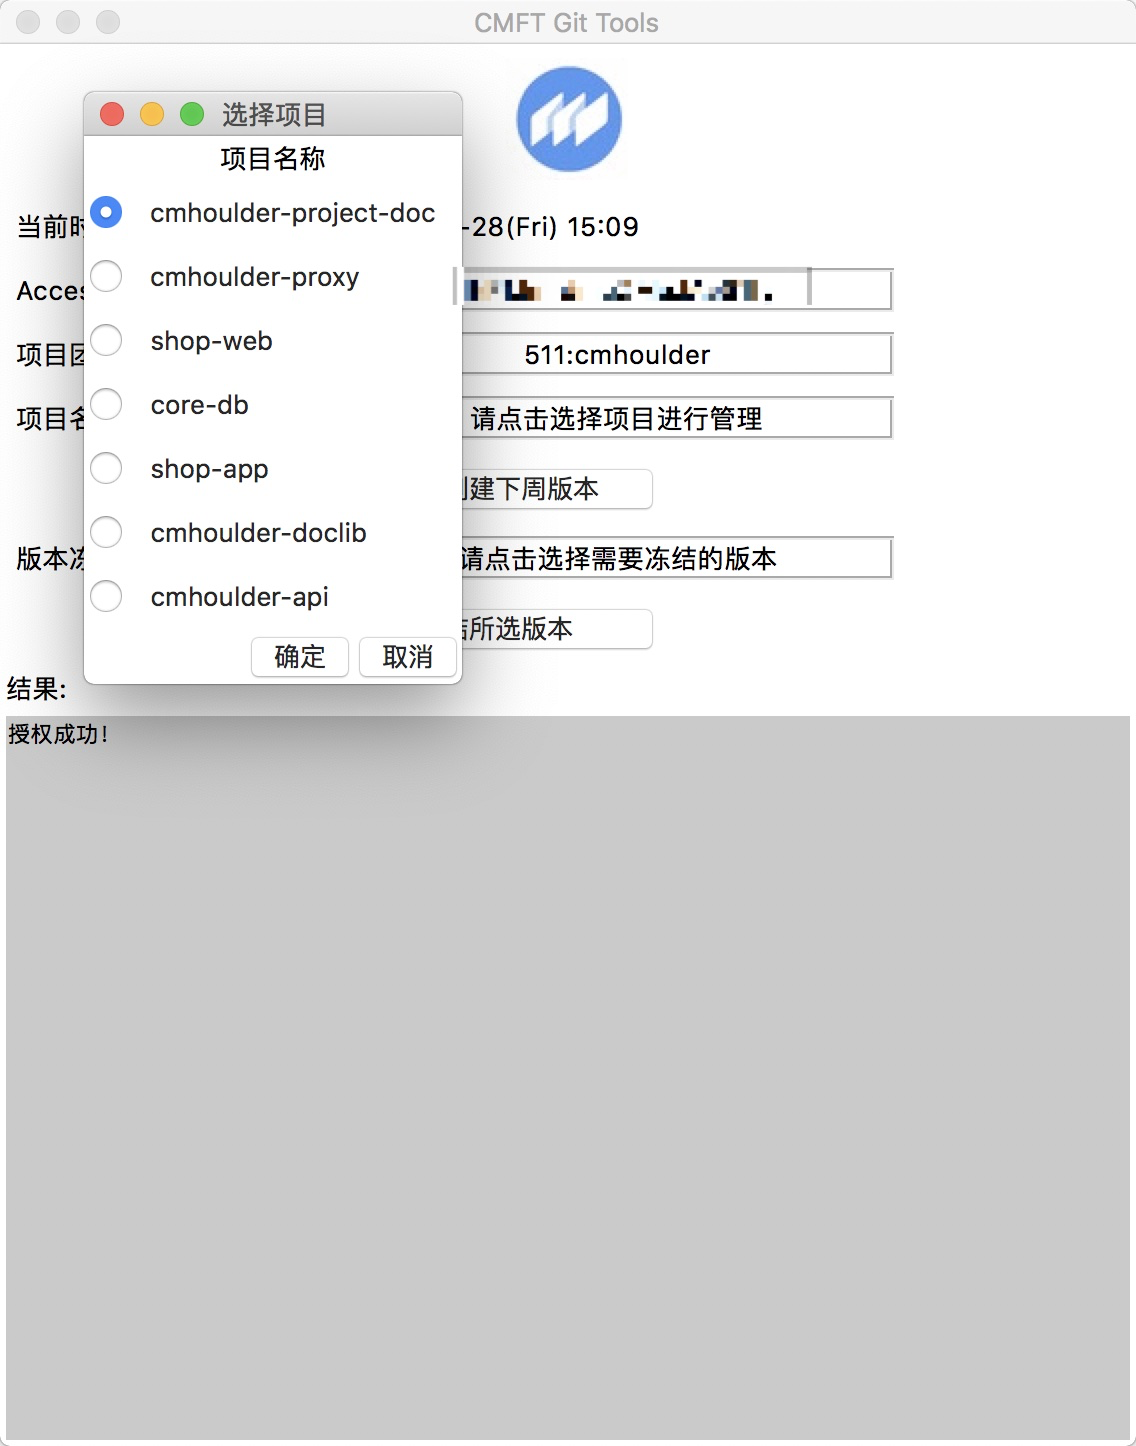 CMFT Git Tools
选择项目
项目名称
cmhoulder-project-doc
cmhoulder-proxy
shop-web
core-db
shop-app
cmhoulder-doclib
cmhoulder-api
确定 取消
当前时 -28(Fri) 15:09
Acces
项目团 511:cmhoulder
项目名 请点击选择项目进行管理
建下周版本
版本冻 请点击选择需要冻结的版本
所选版本
结果:
授权成功!